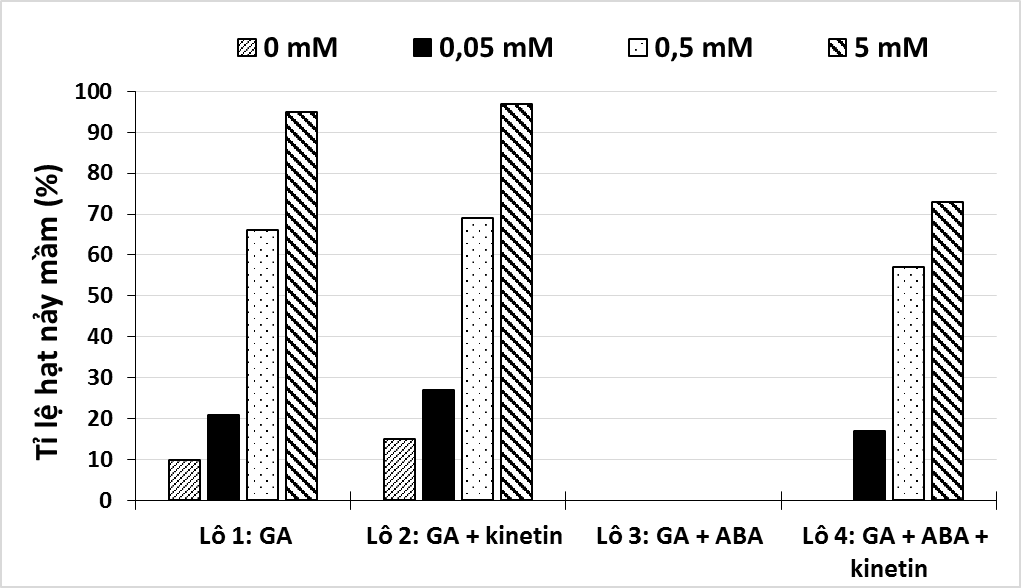 0 mM 0,05 mM 0,5 mM 5 mM
Tỉ lệ hạt nảy mầm (%)
100
90
80
70
60
50
40
30
20
10
0
Lô 1: GA Lô 2: GA + kinetin Lô 3: GA + ABA Lô 4: GA + ABA +
kinetin